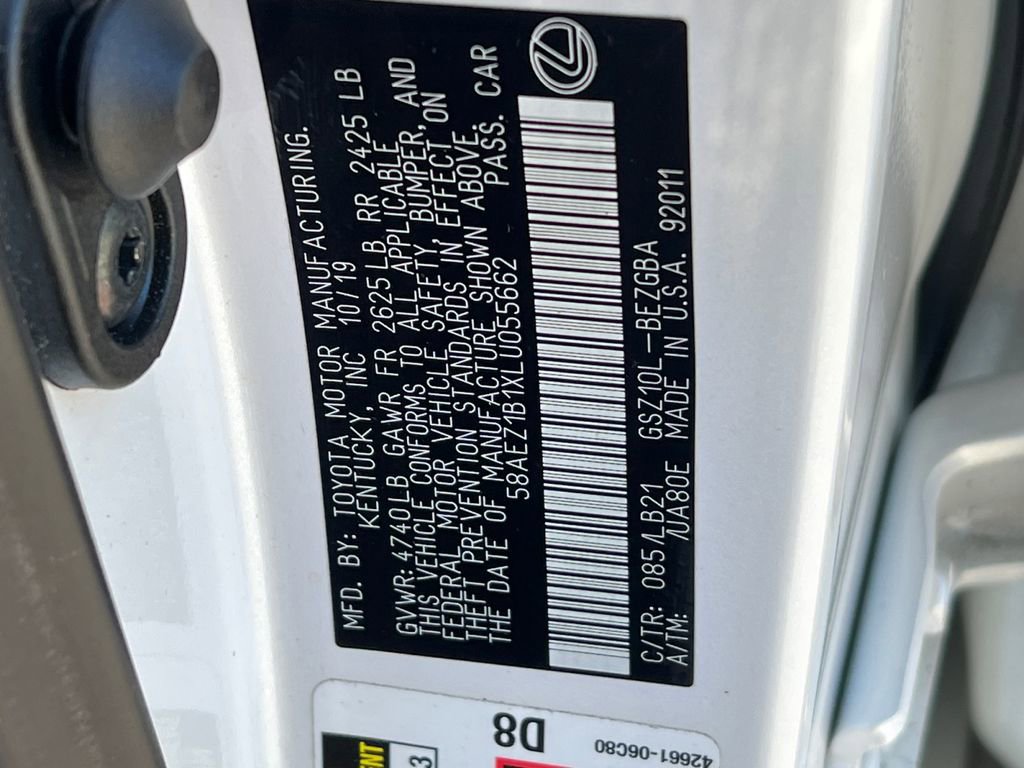 MFD. BY: TOYOTA MOTOR MANUFACTURING.
KENTUCKY, INC 10/19
GVWR: 4740LB GAWR FR 2625LB RR 2425 LB
THIS VEHICLE CONFORMS TO ALL APPLICABLE
FEDERAL MOTOR VEHICLE SAFETY, BUMPER, AND
THEFT PREVENTION STANDARDS IN EFFECT ON
THE DATE OF MANUFACTURE SHOWN ABOVE.
58AEZ1B1XLU055662 PASS. CAR
C/TR: 085/LB21 GSZ10L-BEZGBA
A/TM: /UA80E MADE IN U.S.A. 92011
D8
42661-06C80
3